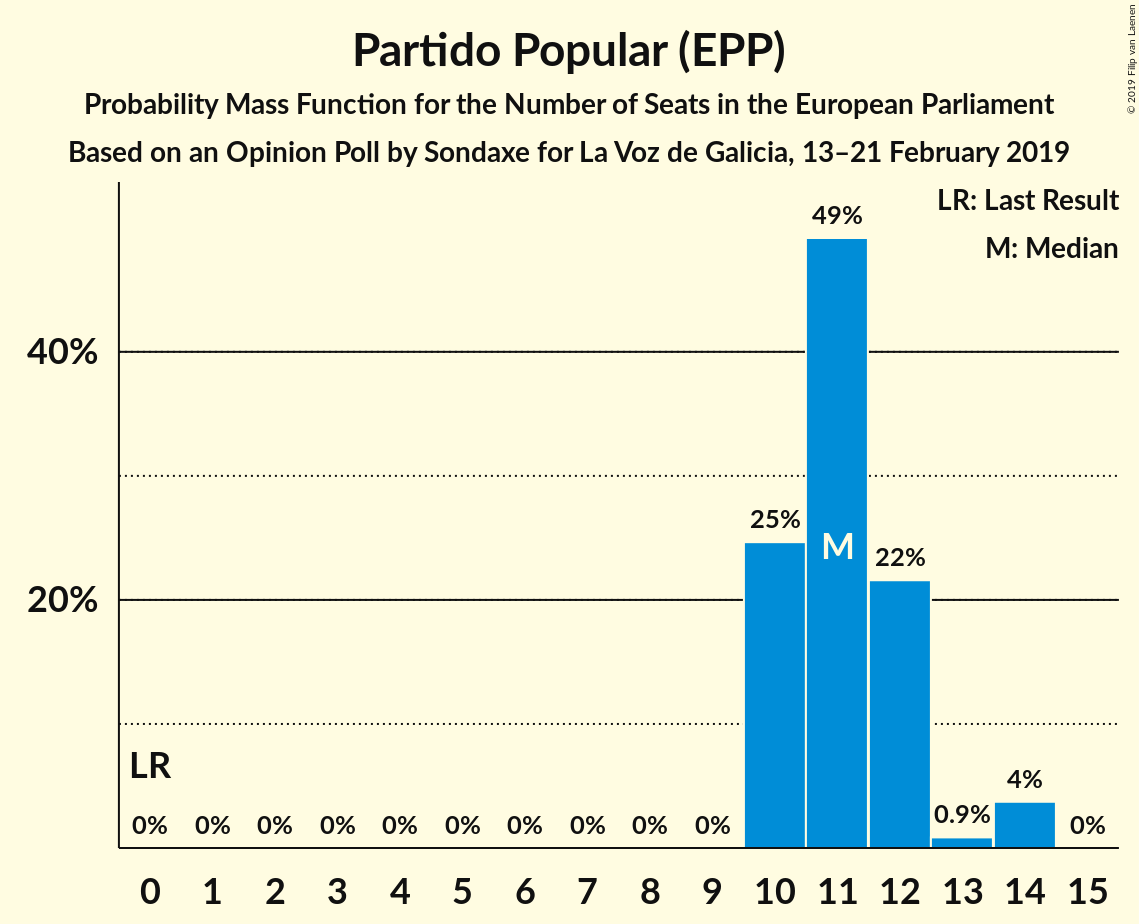 Partido Popular (EPP)
Probability Mass Function for the Number of Seats in the European Parliament
Based on an Opinion Poll by Sondaxe for La Voz de Galicia, 13–21 February 2019
© 2019 Filip van Laenen
LR: Last Result
M: Median
49%
40%
25%
M
22%
20%
LR
4%
0% 0% 0% 0% 0% 0% 0% 0% 0% 0% 0.9% 0%
0 1 2 3 4 5 6 7 8 9 10 11 12 13 14 15